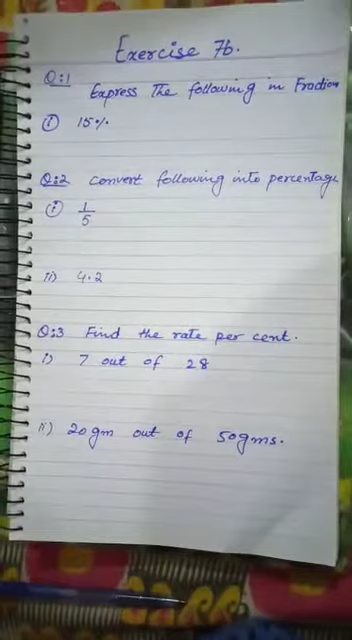 Exercise 7b.
Q:1
Express The following in Fraction
(i) 15%
Q:2 convert following into percentage
(i) 1/5
ii) 4.2
Q:3 Find the rate per cent.
i) 7 out of 28
ii) 20gm out of 50gms.